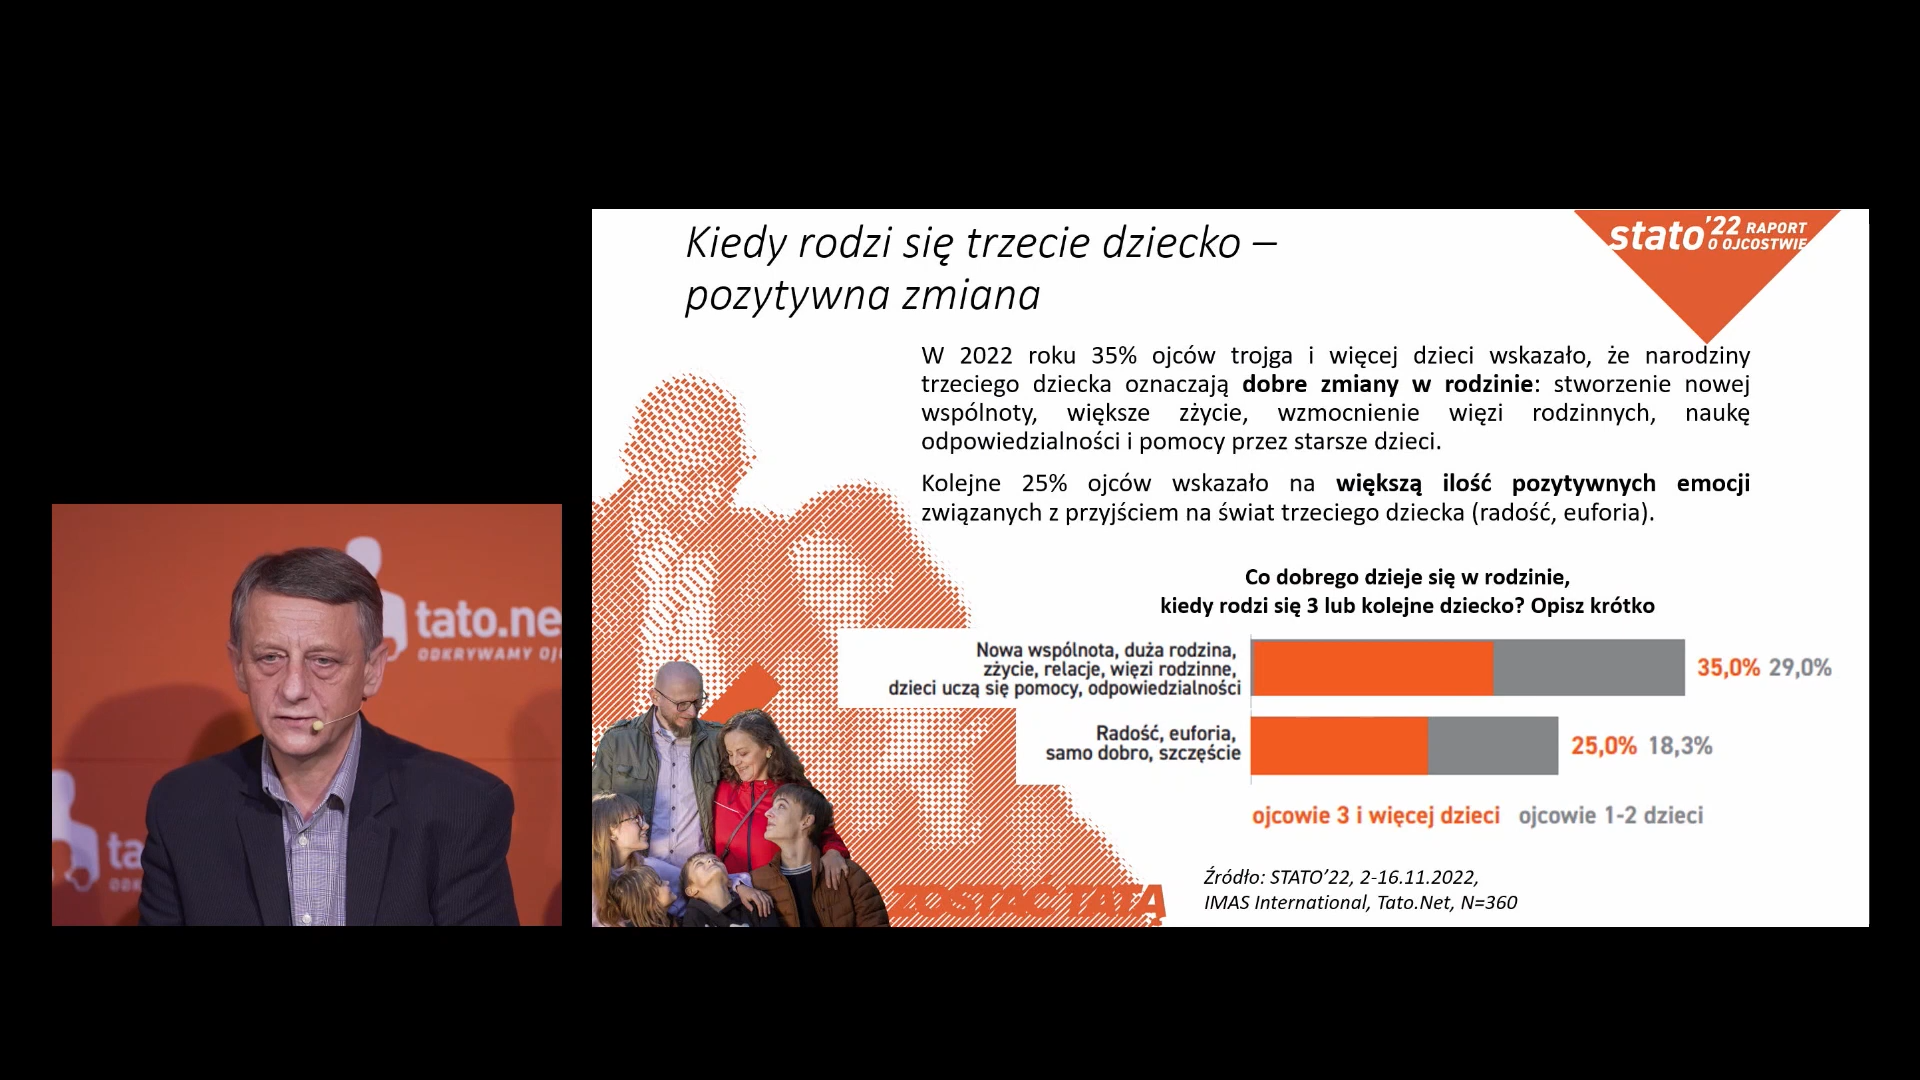 Kiedy rodzi się trzecie dziecko –
pozytywna zmiana
stato'22 RAPORT
O OJCOSTWIE
W 2022 roku 35% ojców trojga i więcej dzieci wskazało, że narodziny
trzeciego dziecka oznaczają dobre zmiany w rodzinie: stworzenie nowej
wspólnoty, większe zżycie, wzmocnienie więzi rodzinnych, naukę
odpowiedzialności i pomocy przez starsze dzieci.
Kolejne 25% ojców wskazało na większą ilość pozytywnych emocji
związanych z przyjściem na świat trzeciego dziecka (radość, euforia).
Co dobrego dzieje się w rodzinie,
kiedy rodzi się 3 lub kolejne dziecko? Opisz krótko
Nowa wspólnota, duża rodzina,
zżycie, relacje, więzi rodzinne,
dzieci uczą się pomocy, odpowiedzialności
35,0% 29,0%
Radość, euforia,
samo dobro, szczęście
25,0% 18,3%
ojcowie 3 i więcej dzieci ojcowie 1-2 dzieci
Źródło: STATO’22, 2-16.11.2022,
IMAS International, Tato.Net, N=360
ZOSTAĆ TATĄ
tato.ne
ODKRYWAMY OJ
ta
ODK